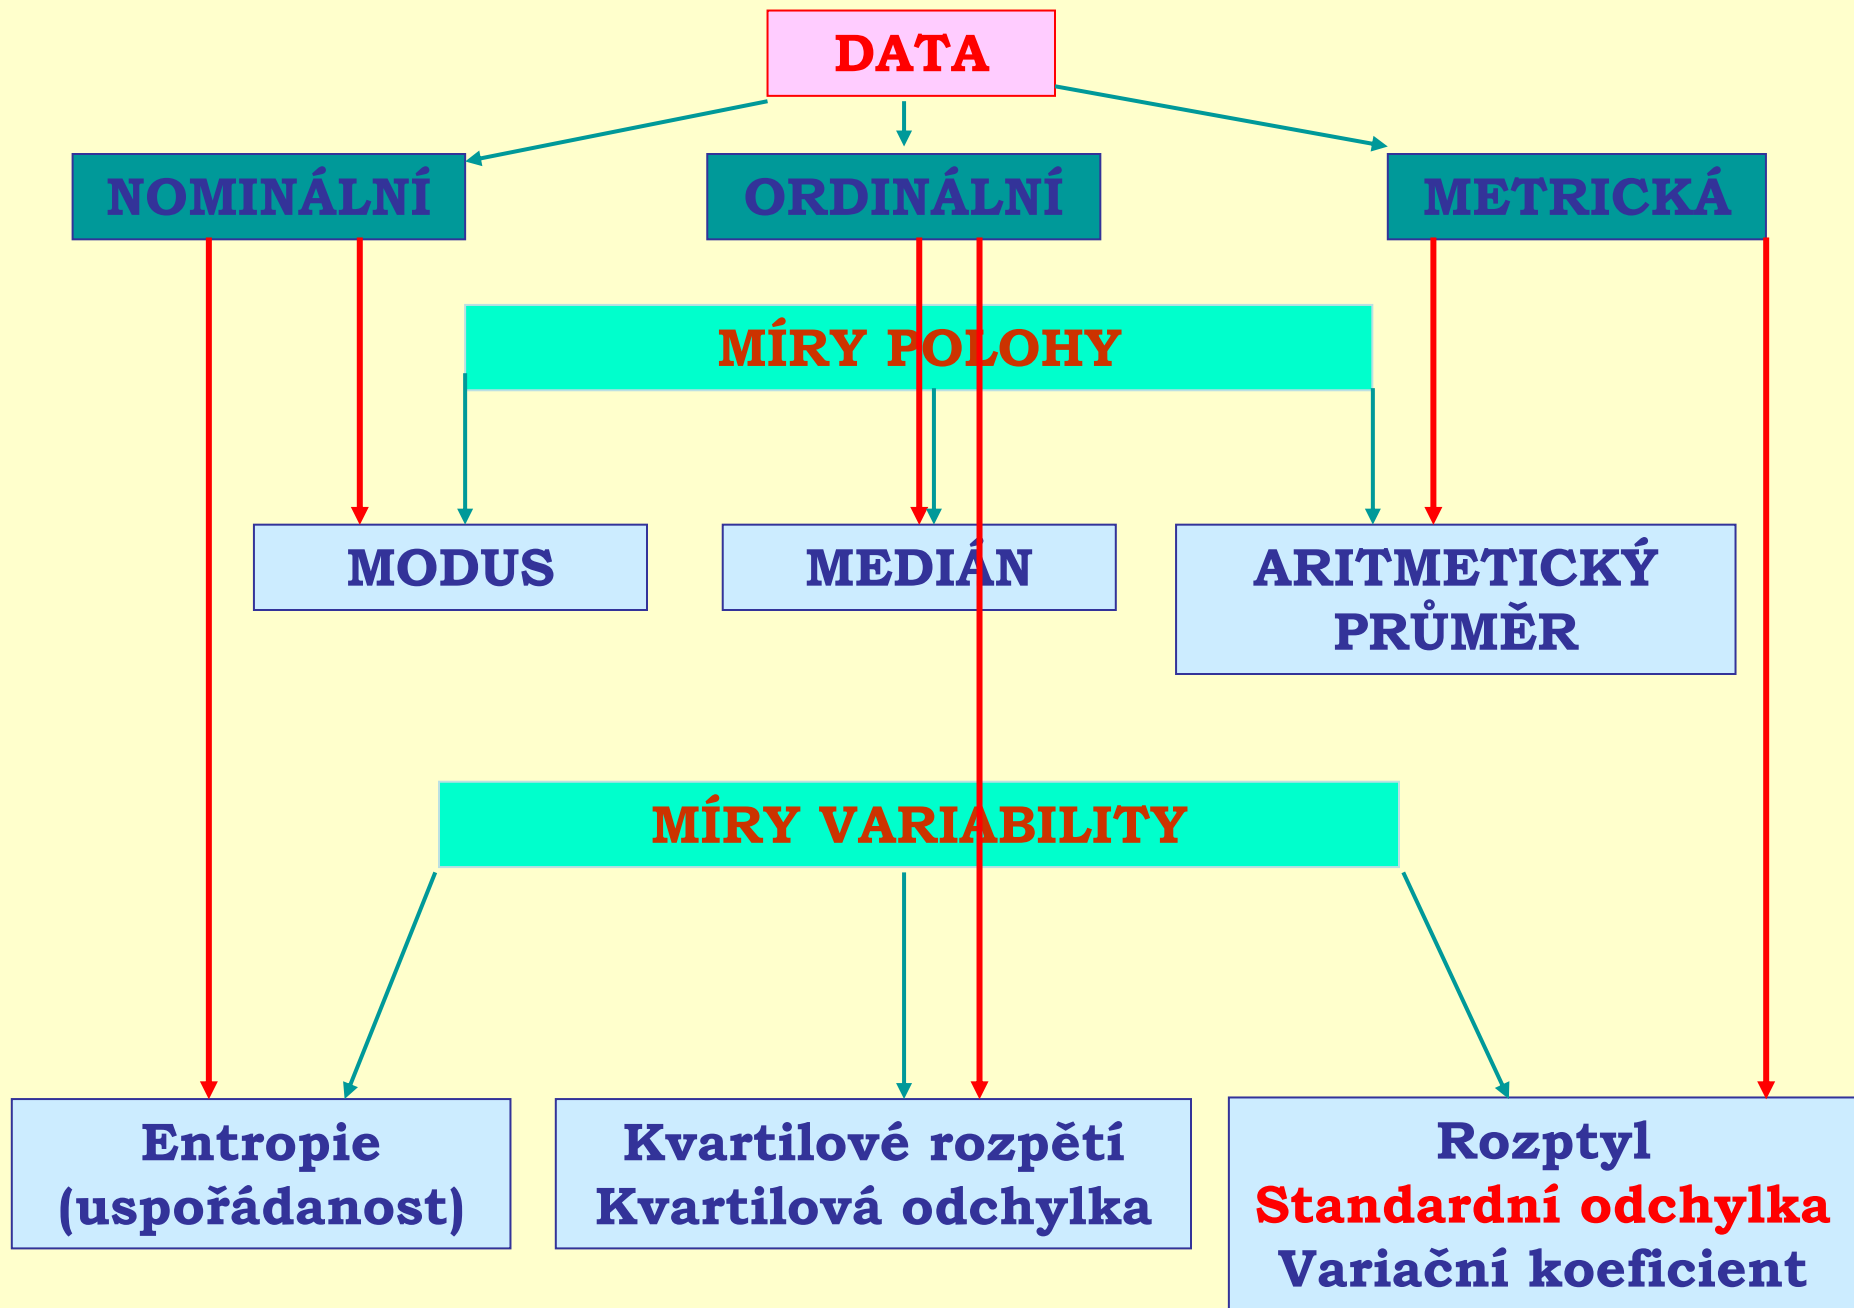 DATA
NOMINÁLNÍ
ORDINÁLNÍ
METRICKÁ
MÍRY POLOHY
MODUS
MEDIÁN
ARITMETICKÝ
PRŮMĚR
MÍRY VARIABILITY
Entropie
(uspořádanost)
Kvartilové rozpětí
Kvartilová odchylka
Rozptyl
Standardní odchylka
Variační koeficient